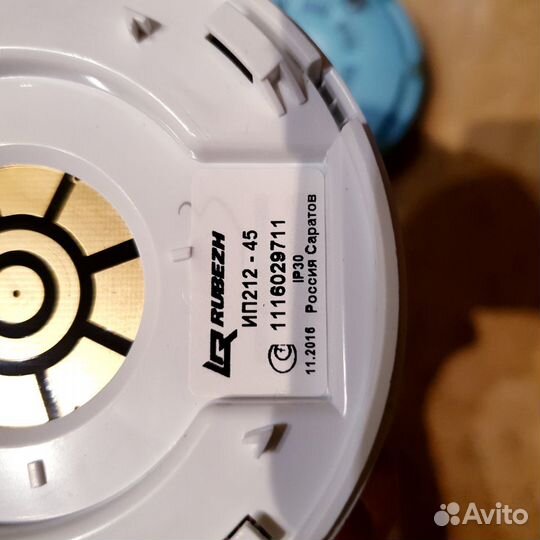 RUBEZH
ИП212 - 45
1116029711
IP30
11.2016 Россия Саратов
Avito